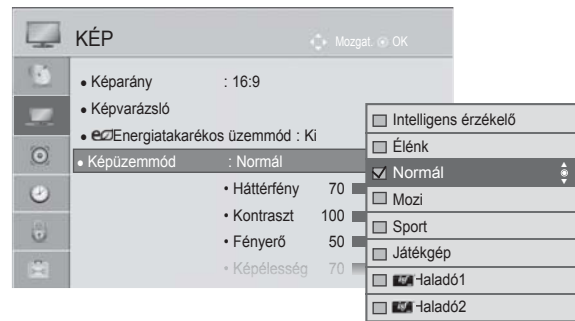 KÉP
Mozgat. OK
• Képarány : 16:9
• Képvarázsló
• Energiatakarékos üzemmód : Ki
• Képüzemmód : Normál
• Háttérfény 70
• Kontraszt 100
• Fényerő 50
• Képélesség 70
Intelligens érzékelő
Élénk
Normál
Mozi
Sport
Játékgép
Haladó1
Haladó2